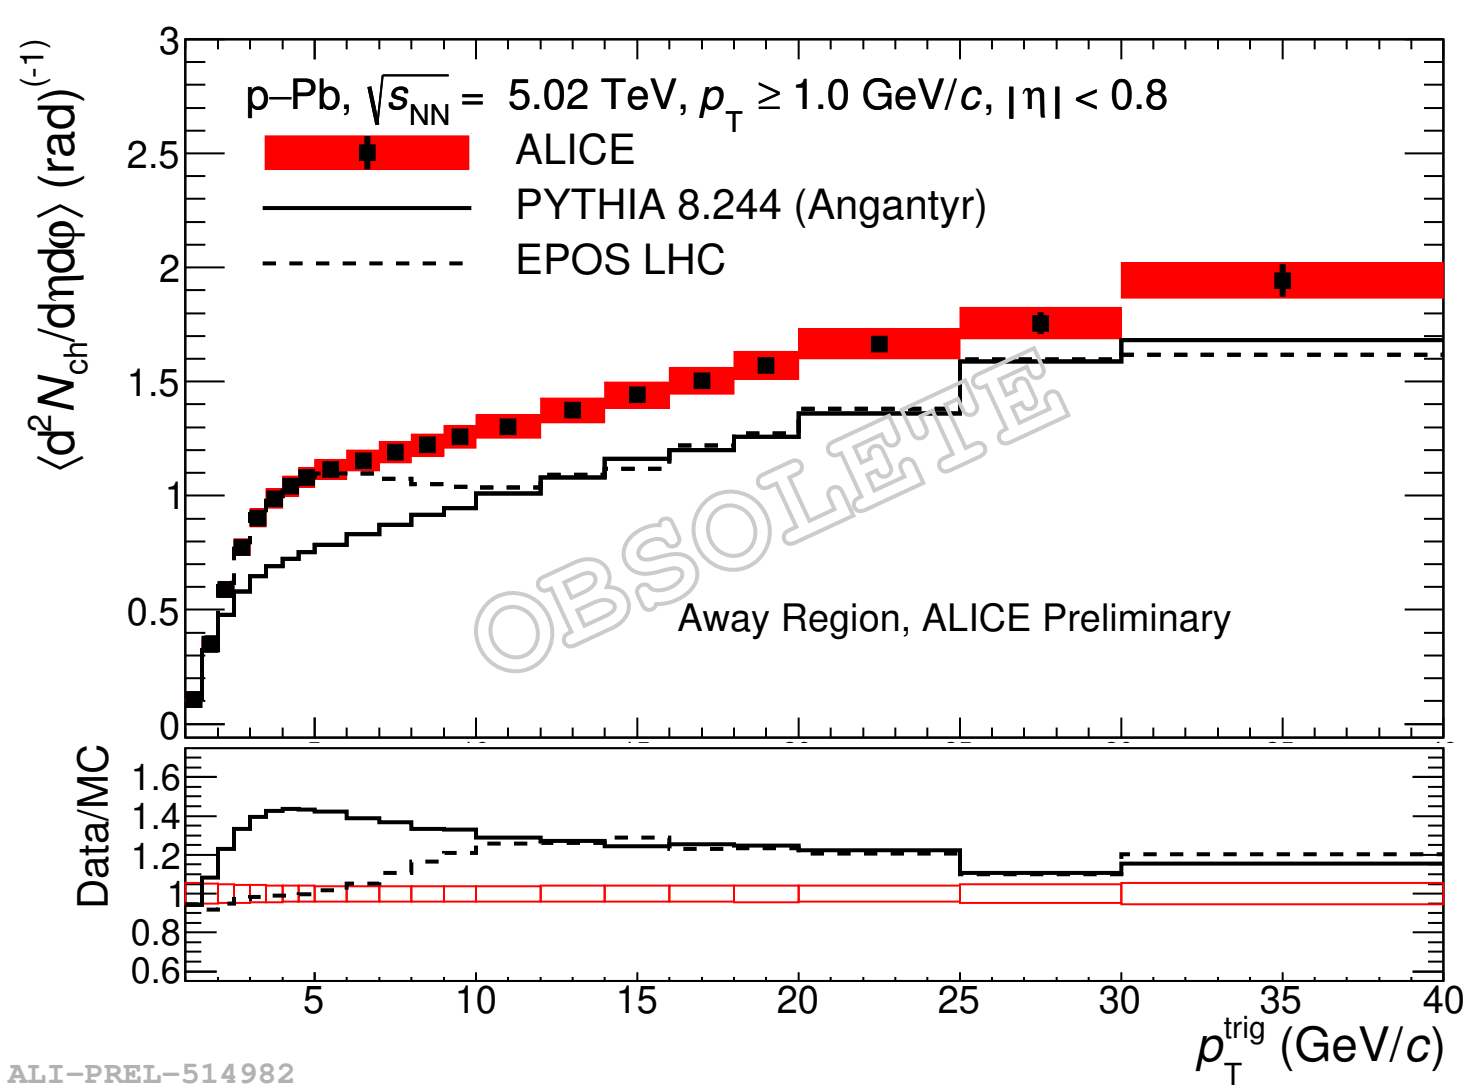 3
p–Pb, √sNN = 5.02 TeV, pT ≥ 1.0 GeV/c, |η| < 0.8
2.5
ALICE
PYTHIA 8.244 (Angantyr)
2
EPOS LHC
1.5
1
0.5
0
⟨d²Nch/dηdφ⟩ (rad)(-1)
OBSOLETE
Away Region, ALICE Preliminary
Data/MC
1.6
1.4
1.2
1
0.8
0.6
5 10 15 20 25 30 35 40
pTtrig (GeV/c)
ALI-PREL-514982